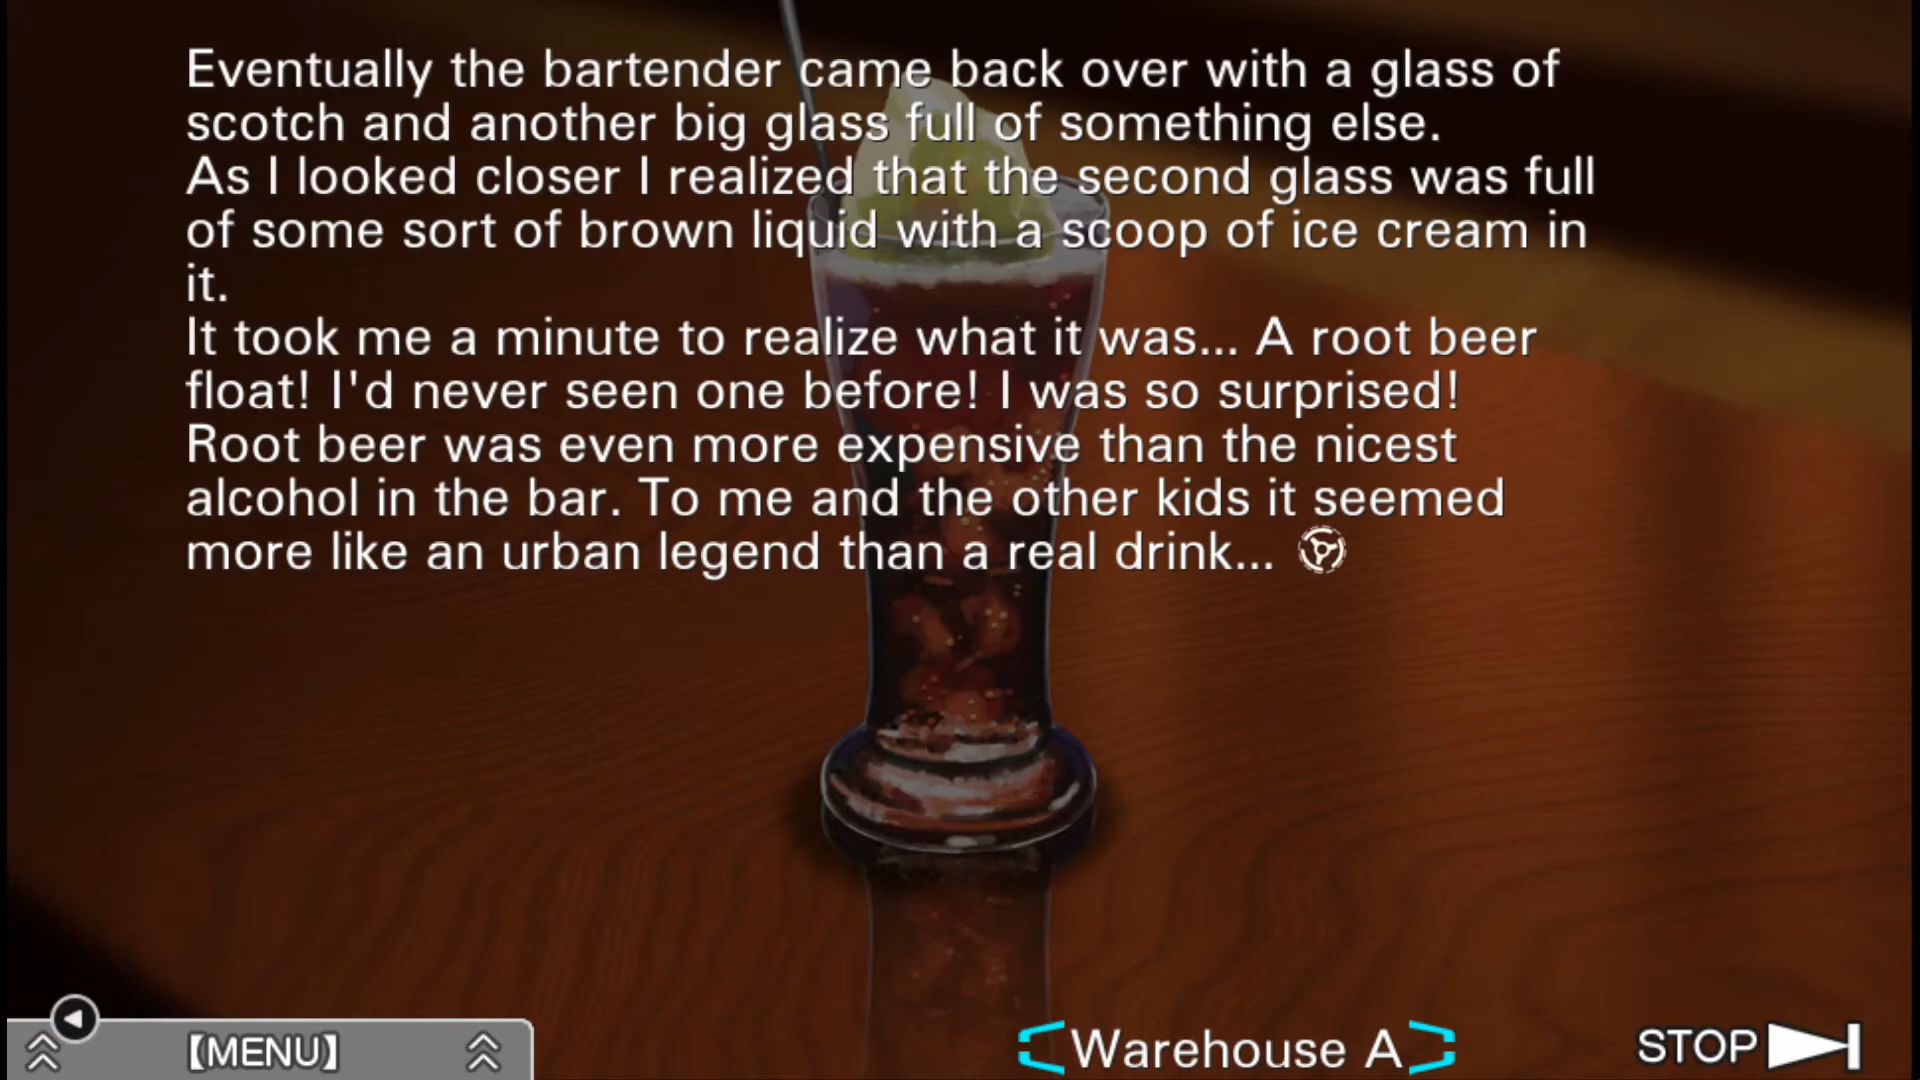 Eventually the bartender came back over with a glass of
scotch and another big glass full of something else.
As I looked closer I realized that the second glass was full
of some sort of brown liquid with a scoop of ice cream in
it.
It took me a minute to realize what it was... A root beer
float! I'd never seen one before! I was so surprised!
Root beer was even more expensive than the nicest
alcohol in the bar. To me and the other kids it seemed
more like an urban legend than a real drink...
【MENU】
Warehouse A
STOP